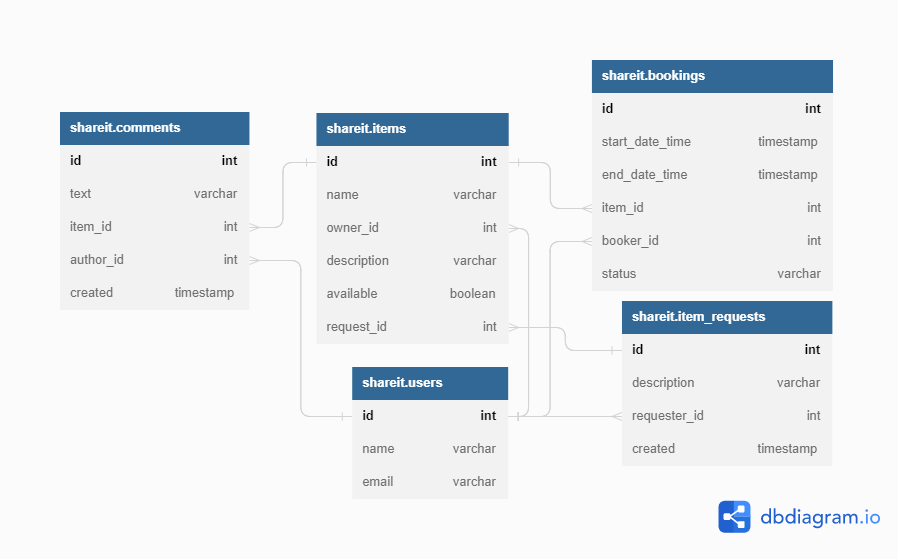 shareit.comments
id int
text varchar
item_id int
author_id int
created timestamp
shareit.items
id int
name varchar
owner_id int
description varchar
available boolean
request_id int
shareit.users
id int
name varchar
email varchar
shareit.bookings
id int
start_date_time timestamp
end_date_time timestamp
item_id int
booker_id int
status varchar
shareit.item_requests
id int
description varchar
requester_id int
created timestamp
dbdiagram.io